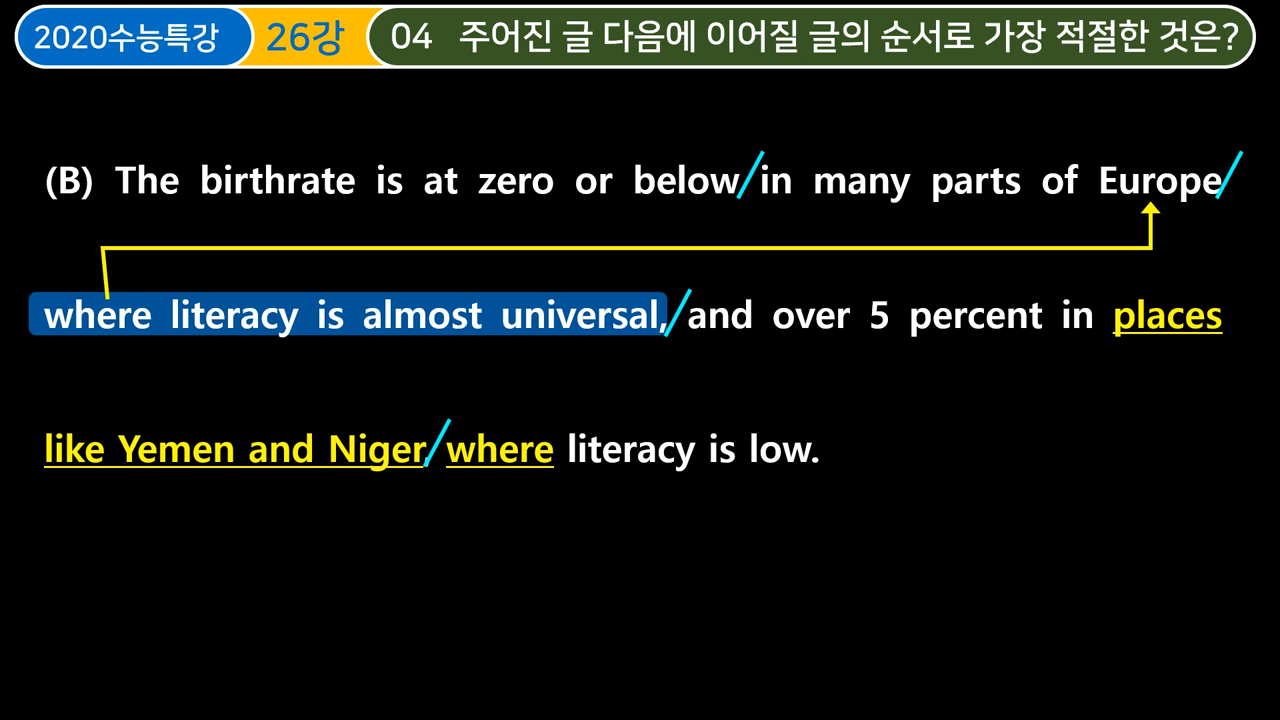 2020수능특강 26강 04 주어진 글 다음에 이어질 글의 순서로 가장 적절한 것은?
(B) The birthrate is at zero or below in many parts of Europe
where literacy is almost universal, and over 5 percent in places
like Yemen and Niger, where literacy is low.